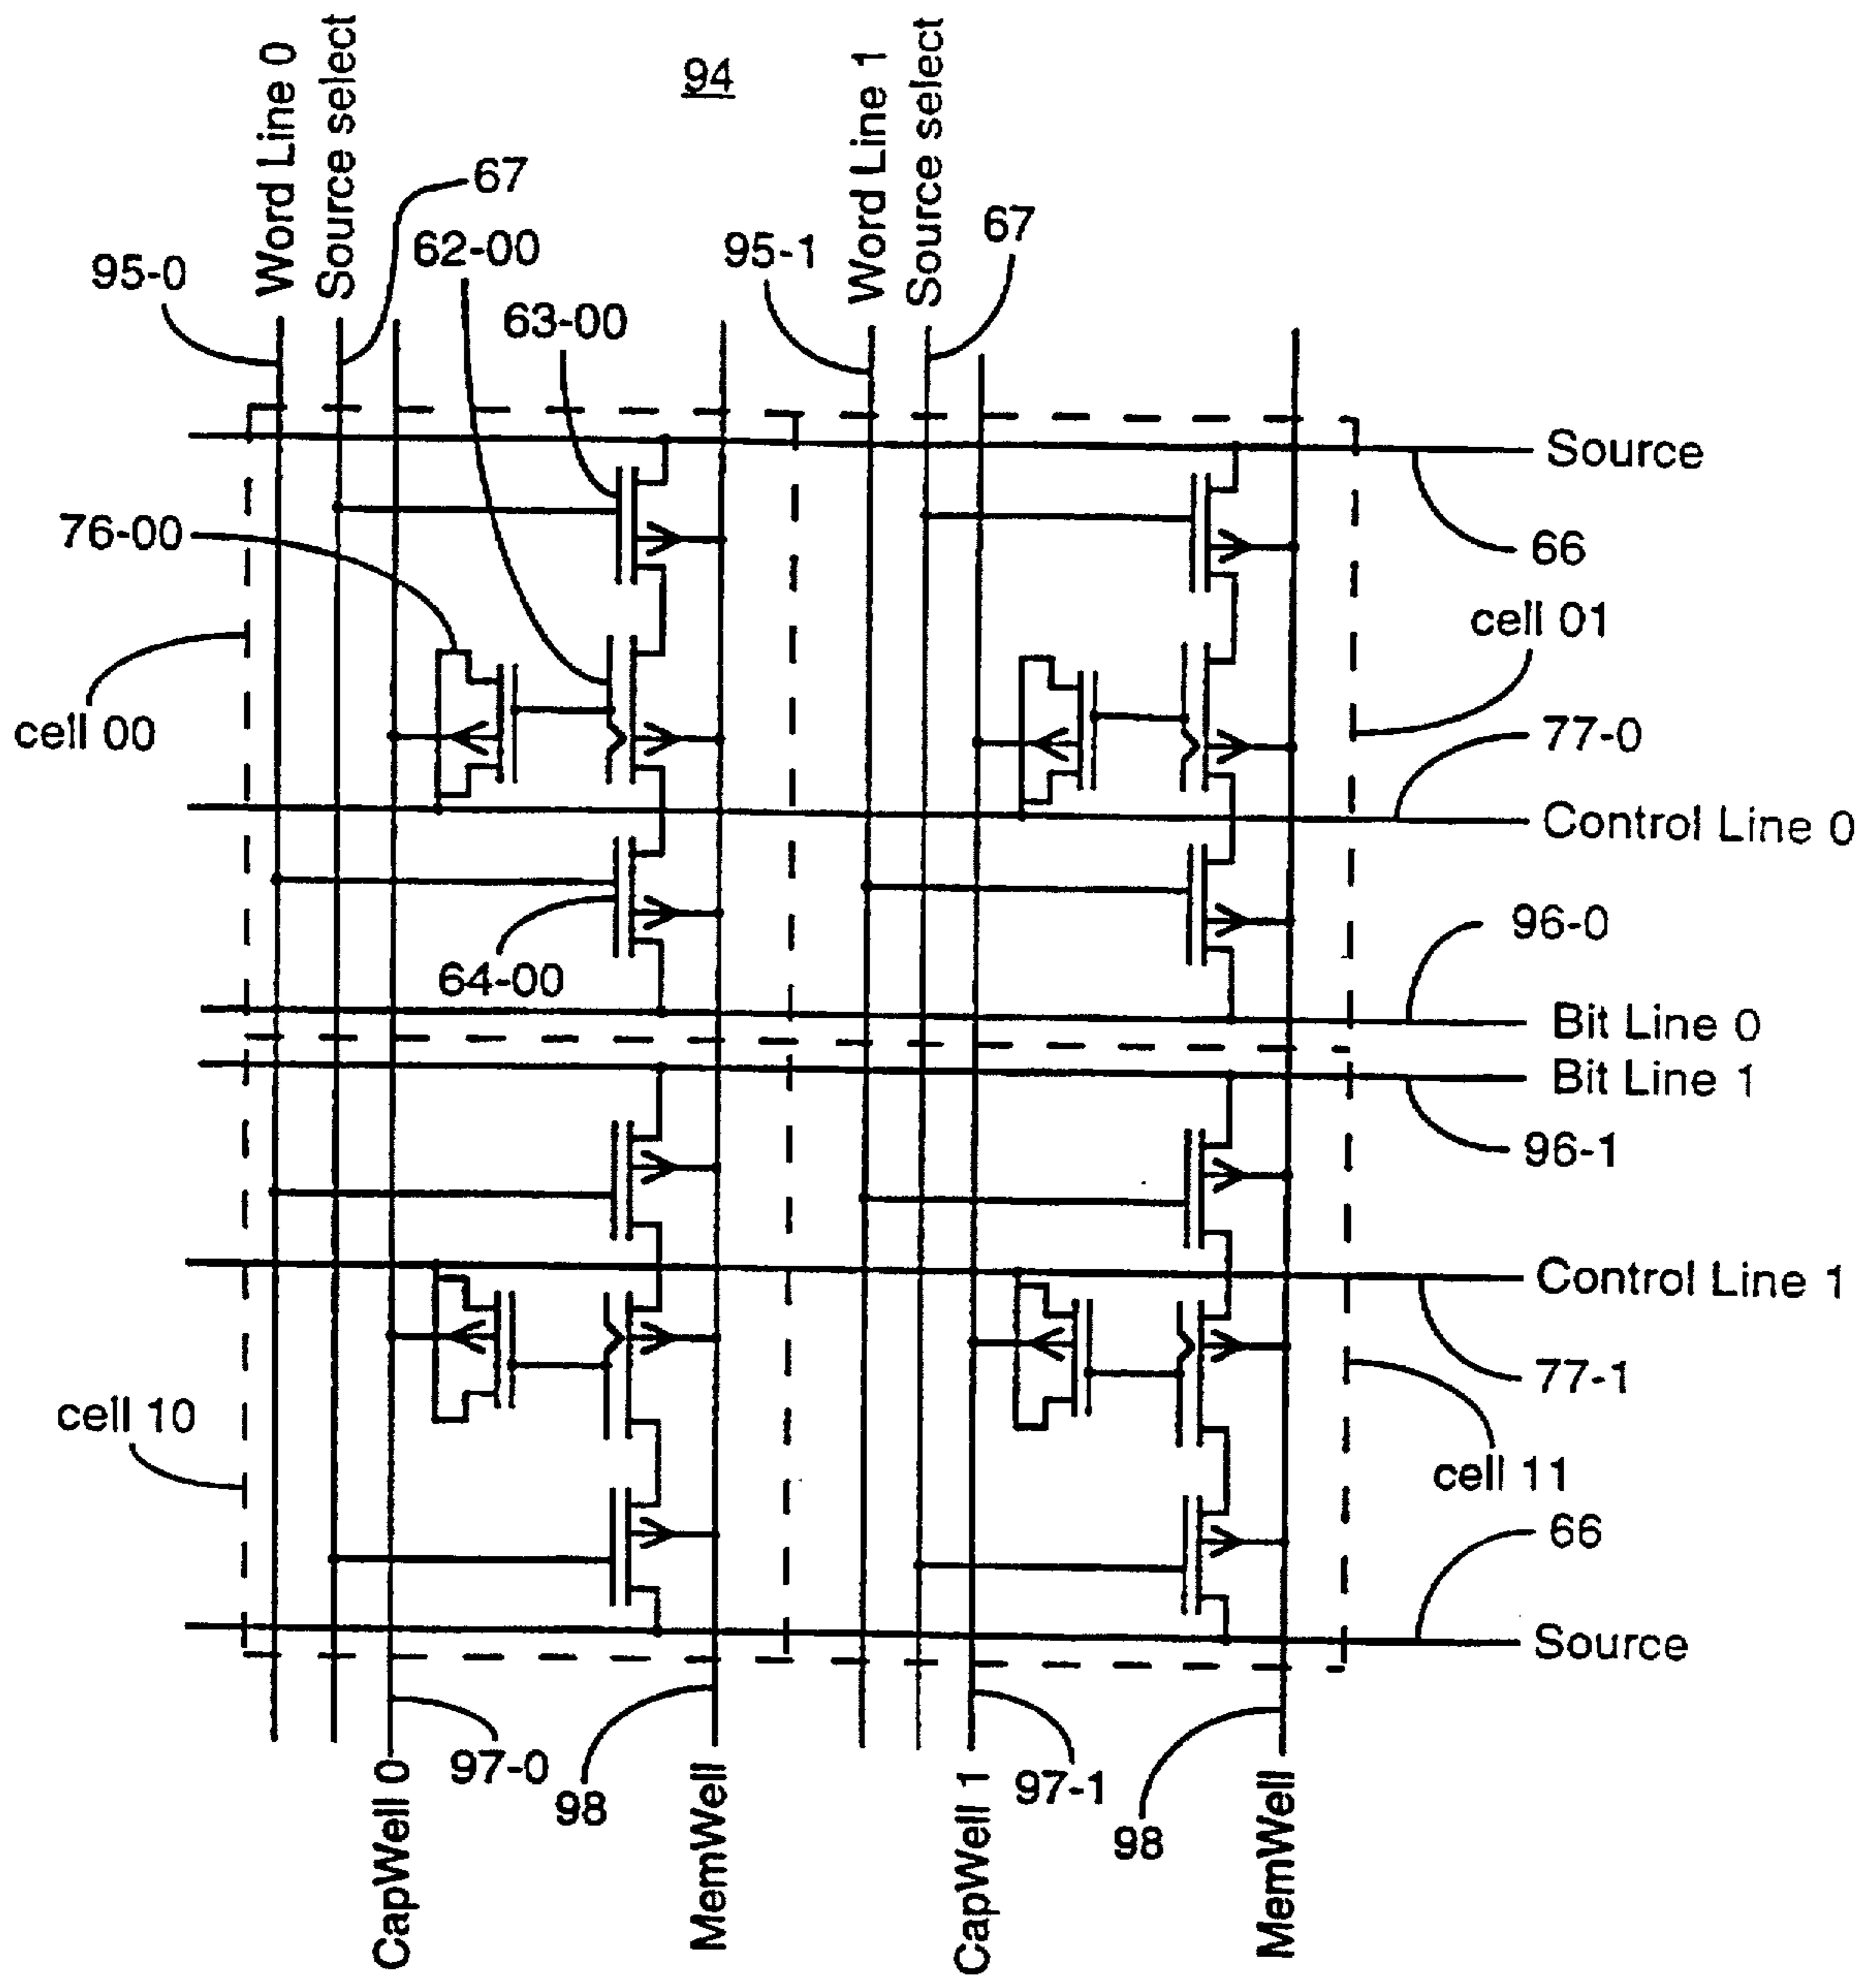 Word Line 0
Source select
94
Word Line 1
Source select
67
62-00
95-0
63-00
95-1
67
Source
66
76-00
cell 00
cell 01
77-0
Control Line 0
64-00
96-0
Bit Line 0
Bit Line 1
96-1
Control Line 1
77-1
cell 10
cell 11
66
Source
97-0
98
97-1
98
CapWell 0
MemWell
CapWell 1
MemWell